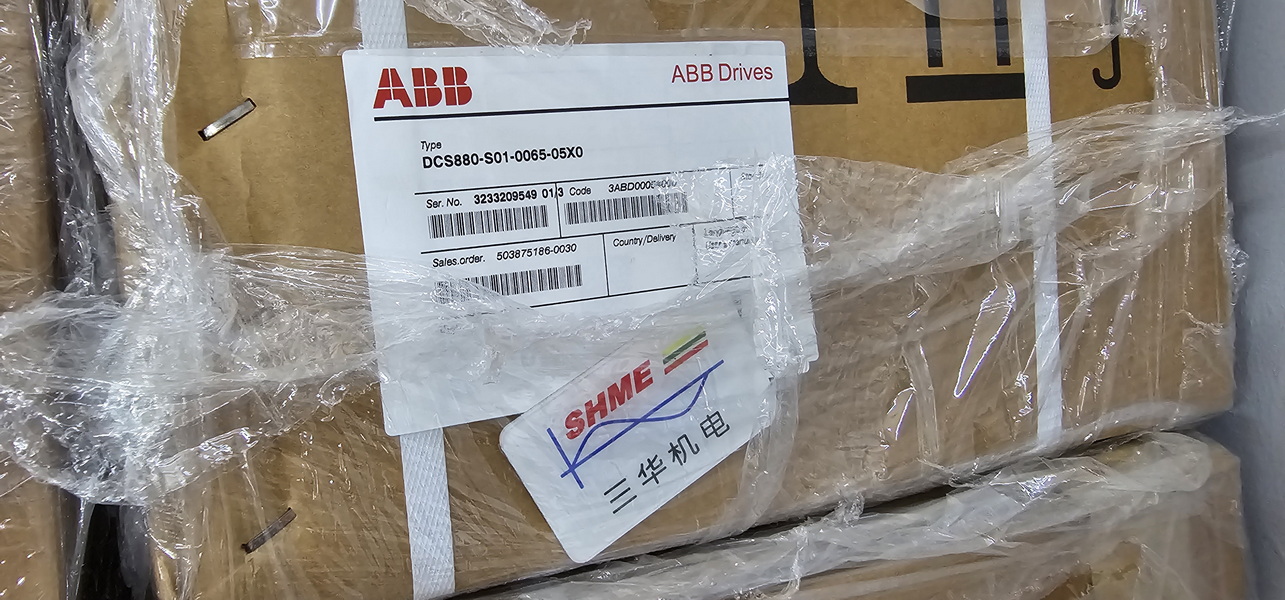 ABB
ABB Drives
Type
DCS880-S01-0065-05X0
Ser. No. 3233209549 01/3
Code
Sales.order. 503875186-0030
Country/Delivery
SHME
三华机电